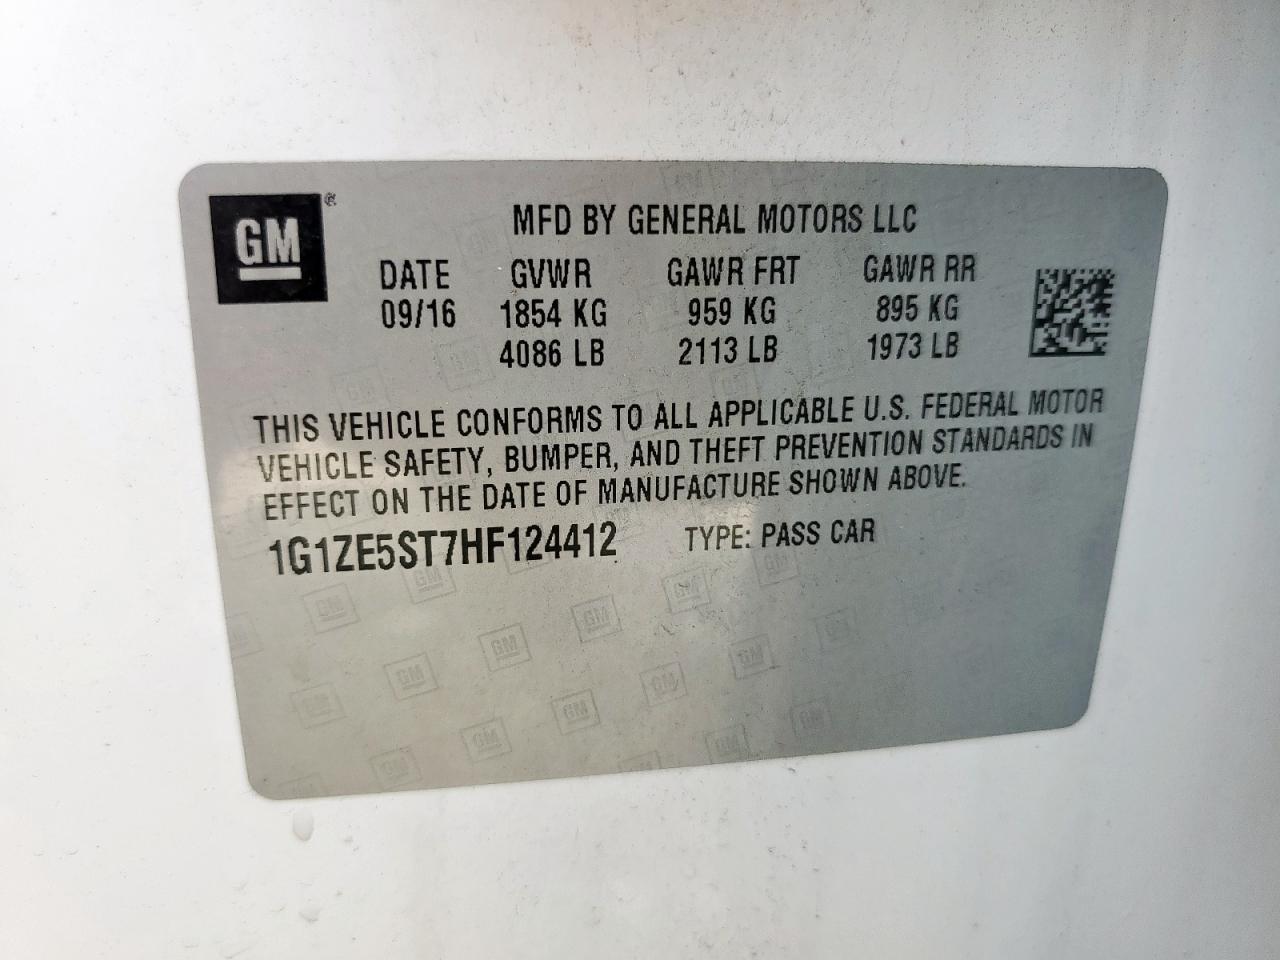 GM
MFD BY GENERAL MOTORS LLC
DATE GVWR GAWR FRT GAWR RR
09/16 1854 KG 959 KG 895 KG
4086 LB 2113 LB 1973 LB
THIS VEHICLE CONFORMS TO ALL APPLICABLE U.S. FEDERAL MOTOR
VEHICLE SAFETY, BUMPER, AND THEFT PREVENTION STANDARDS IN
EFFECT ON THE DATE OF MANUFACTURE SHOWN ABOVE.
1G1ZE5ST7HF124412 TYPE: PASS CAR